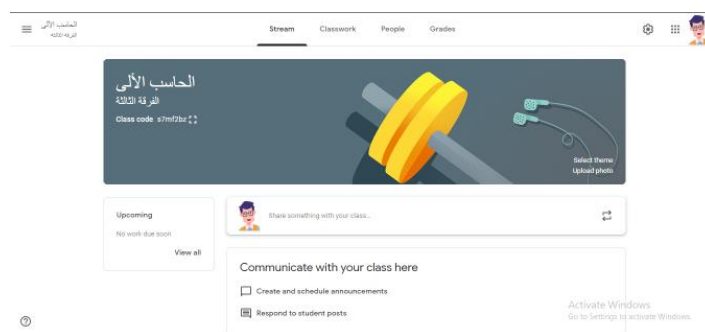 الحاسب الألى
الفرقة الثالثة
Stream
Classwork
People
Grades
الحاسب الألى
الفرقة الثالثة
Class code s7mf2bz
Select theme
Upload photo
Upcoming
No work due soon
View all
Share something with your class...
Communicate with your class here
Create and schedule announcements
Respond to student posts
Activate Windows
Go to Settings to activate Windows.